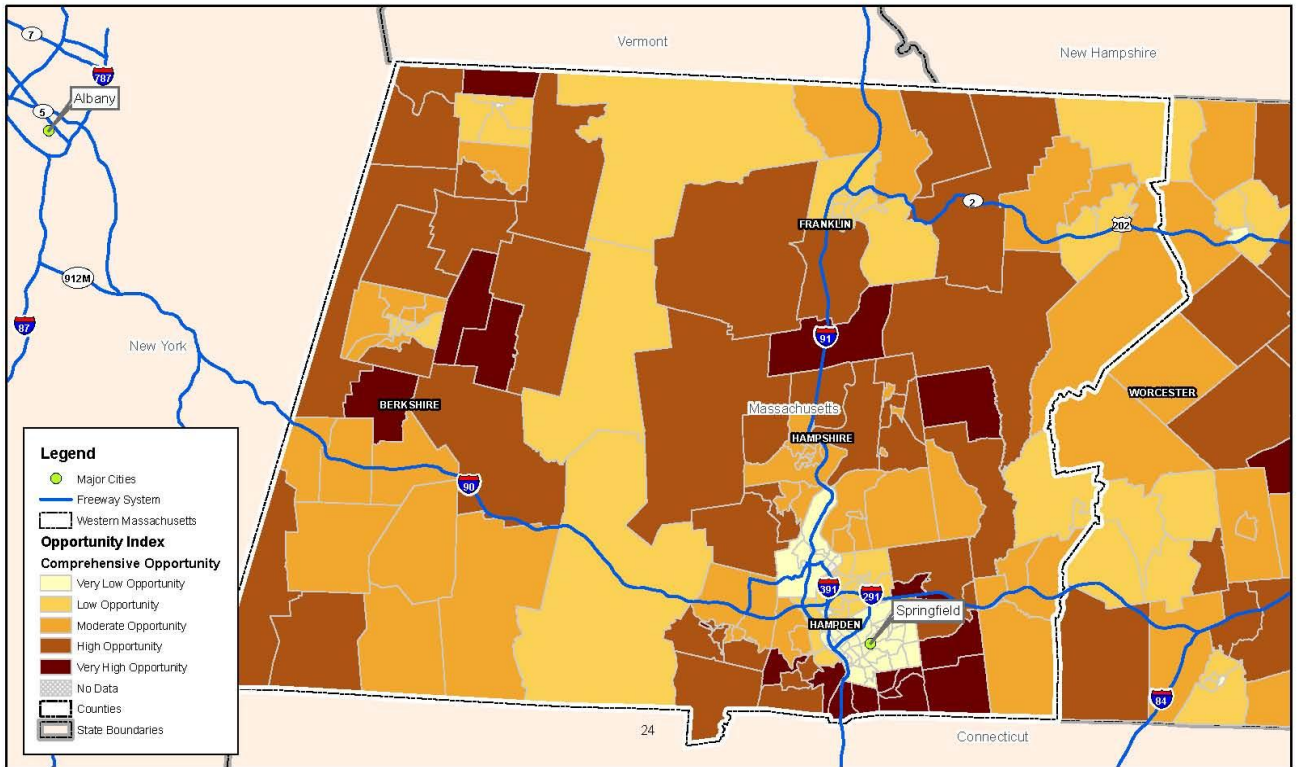 Vermont
New Hampshire
7
787
Albany
5
2
FRANKLIN
202
912M
87
New York
91
BERKSHIRE
WORCESTER
Massachusetts
HAMPSHIRE
90
391
291
Springfield
HAMPDEN
84
24
Connecticut
Legend
Major Cities
Freeway System
Western Massachusetts
Opportunity Index
Comprehensive Opportunity
Very Low Opportunity
Low Opportunity
Moderate Opportunity
High Opportunity
Very High Opportunity
No Data
Counties
State Boundaries